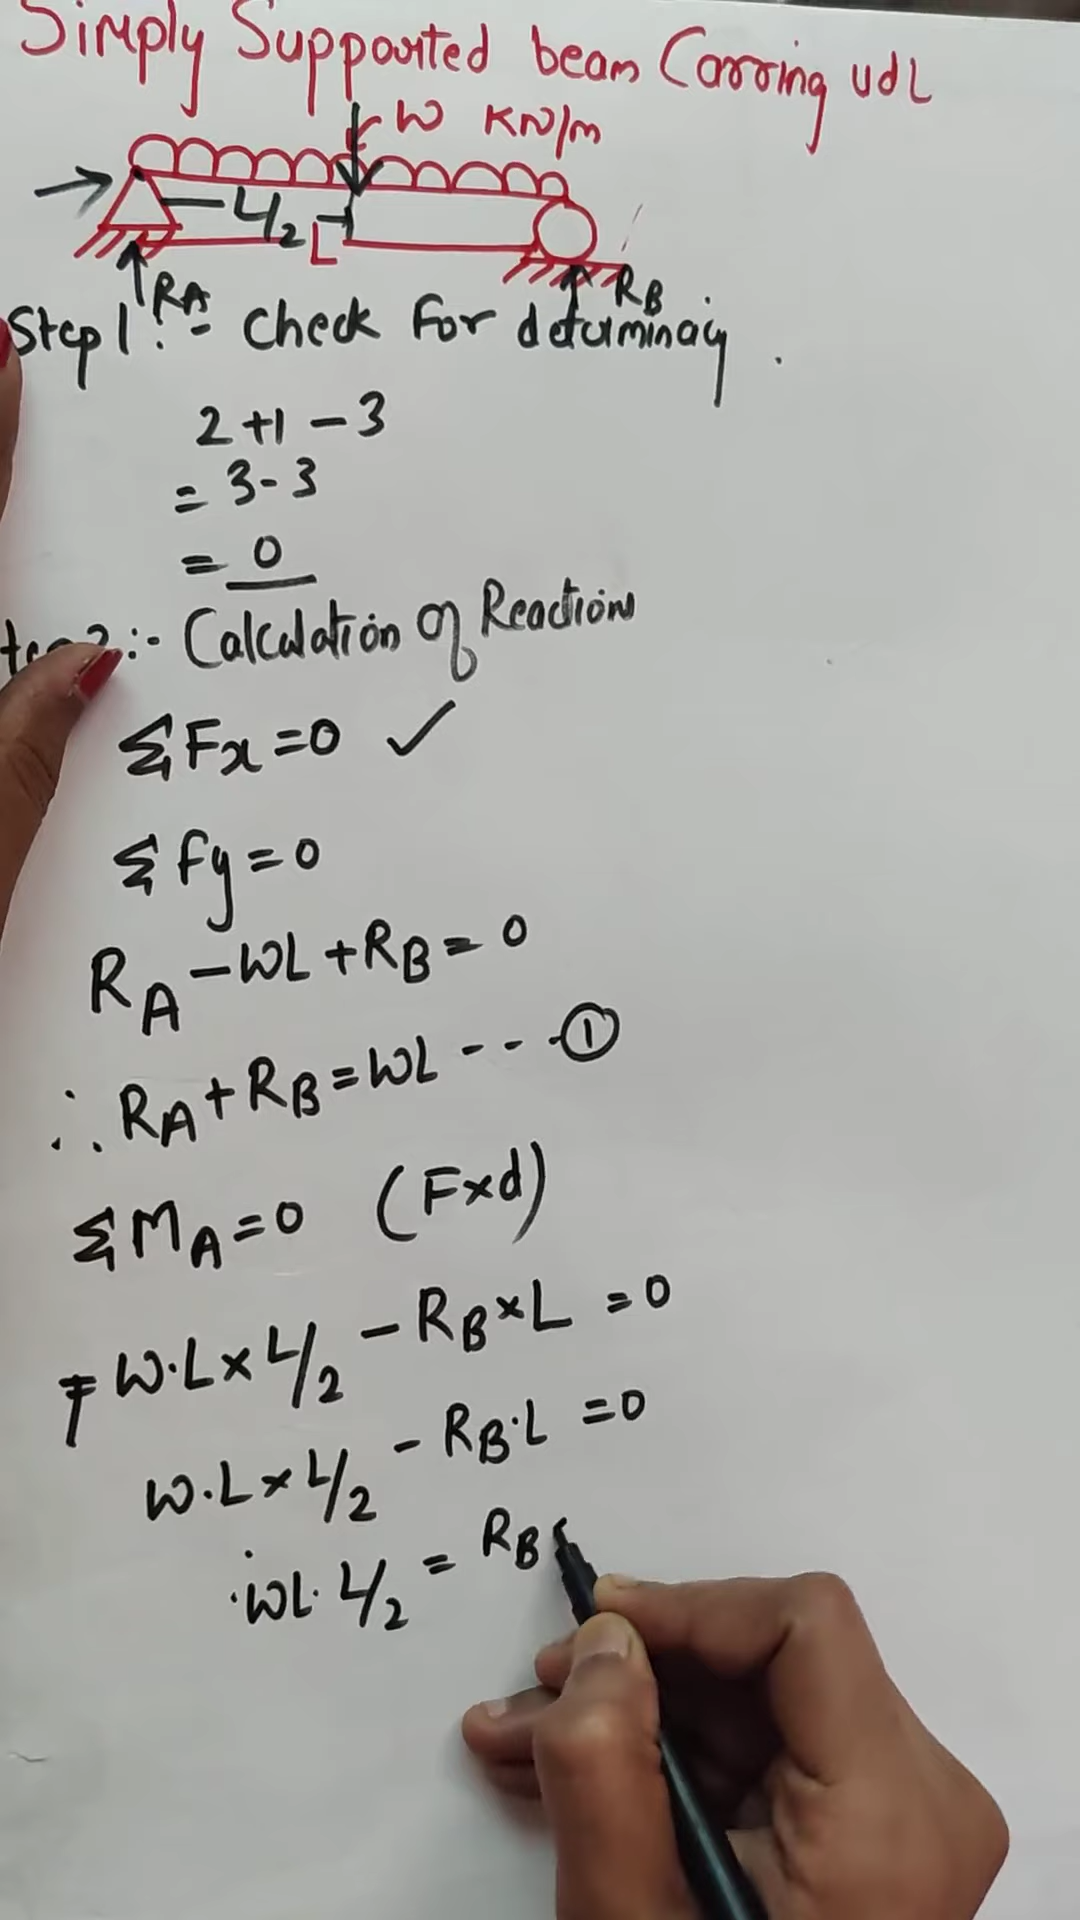 Simply Supported beam Carring udL
W KN/m
L/2
L
RA
RB
Step 1:- Check For determinacy.
2+1-3
= 3-3
= 0
:- Calculation of Reactions
ΣFx=0 ✓
ΣFy=0
RA-WL+RB=0
∴ RA+RB=WL --- ①
ΣMA=0 (F×d)
W.L×L/2 - RB×L =0
W.L×L/2 - RB.L =0
WL.L/2 = RB